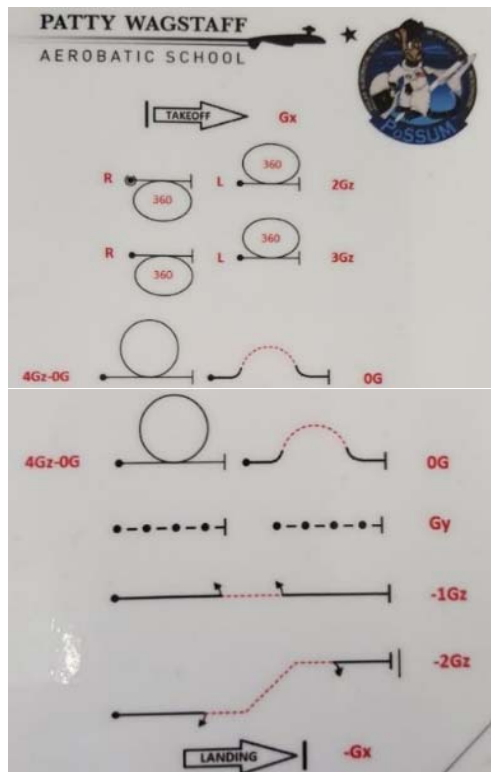 PATTY WAGSTAFF
AEROBATIC SCHOOL
PoSSUM
TAKEOFF Gx
R 360 L 360 2Gz
R 360 L 360 3Gz
4Gz-0G 0G
4Gz-0G 0G
Gy
-1Gz
-2Gz
LANDING -Gx